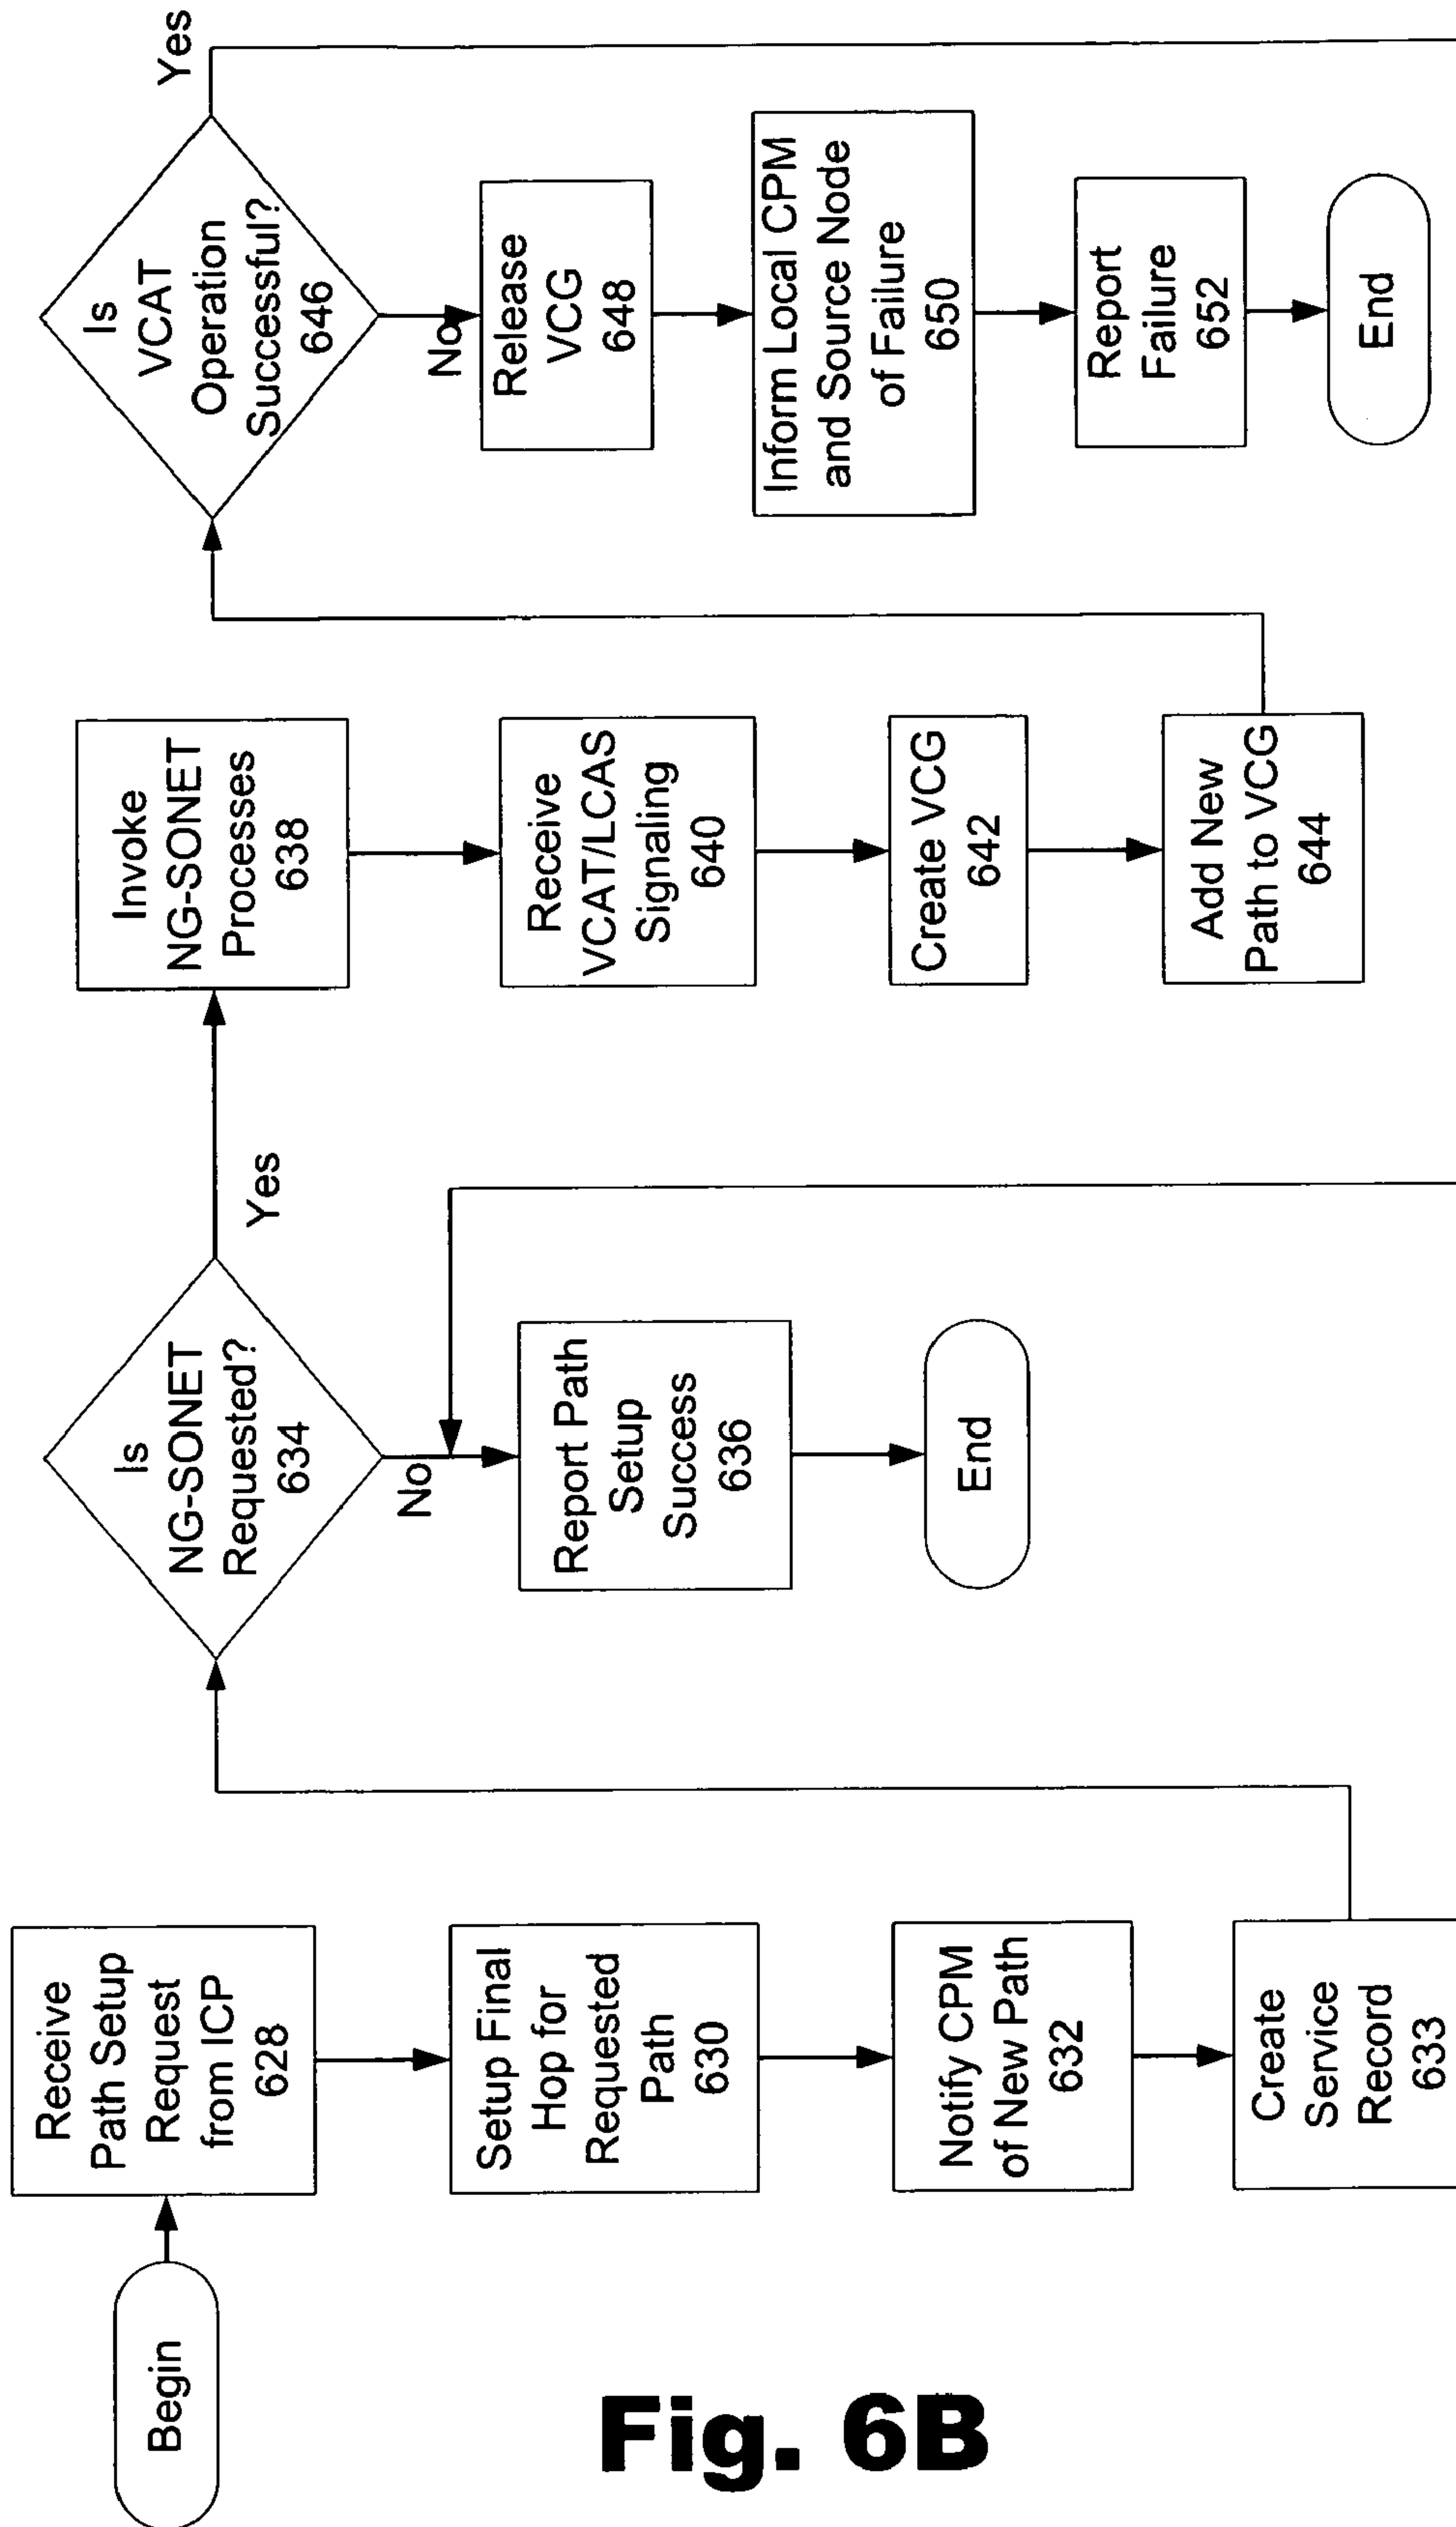 Begin
Receive
Path Setup
Request
from ICP
628
Setup Final
Hop for
Requested
Path
630
Notify CPM
of New Path
632
Create
Service
Record
633
Is
NG-SONET
Requested?
634
Yes
No
Report Path
Setup
Success
636
End
Invoke
NG-SONET
Processes
638
Receive
VCAT/LCAS
Signaling
640
Create VCG
642
Add New
Path to VCG
644
Is
VCAT
Operation
Successful?
646
Yes
No
Release
VCG
648
Inform Local CPM
and Source Node
of Failure
650
Report
Failure
652
End
Fig. 6B